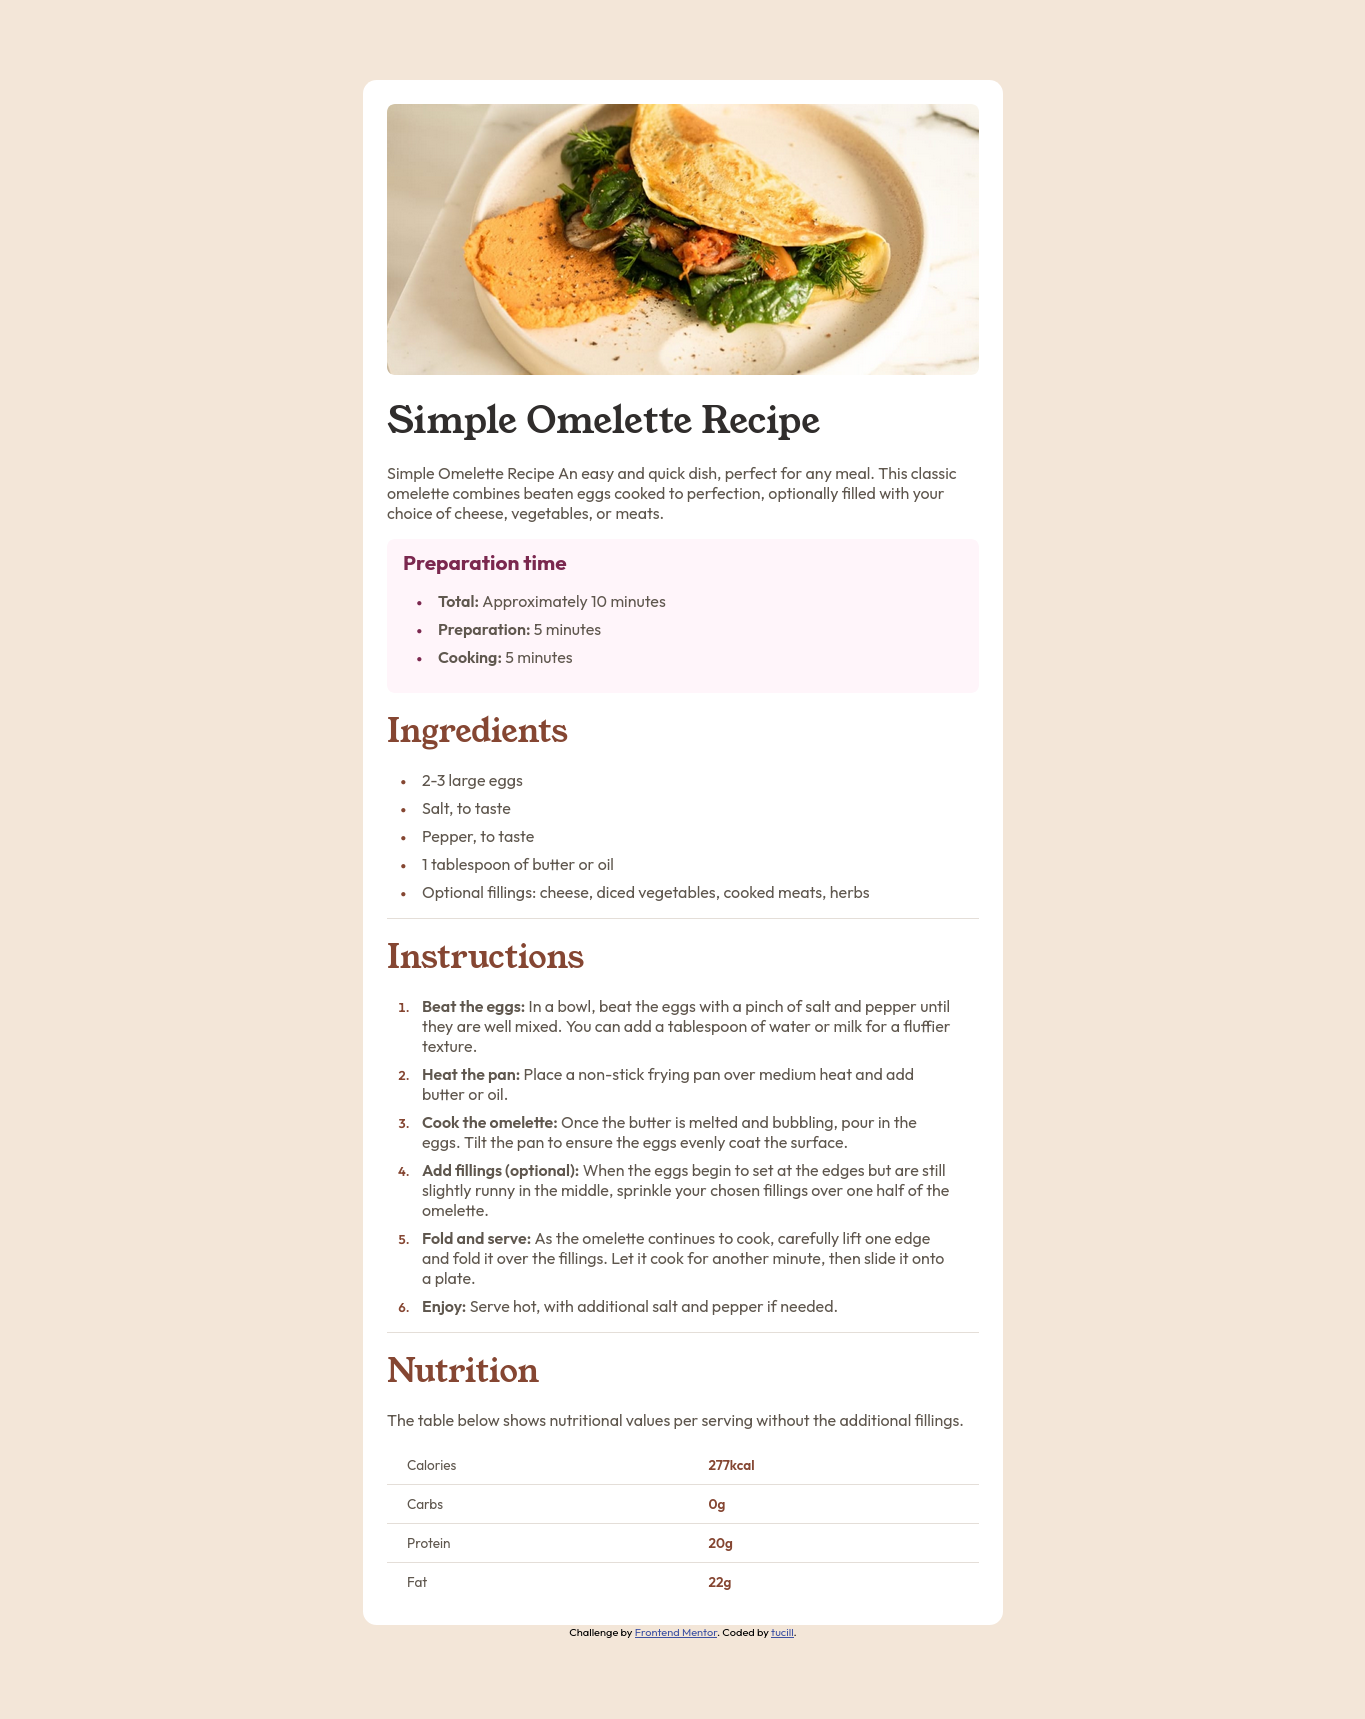 Simple Omelette Recipe
Simple Omelette Recipe An easy and quick dish, perfect for any meal. This classic
omelette combines beaten eggs cooked to perfection, optionally filled with your
choice of cheese, vegetables, or meats.
Preparation time
• Total: Approximately 10 minutes
• Preparation: 5 minutes
• Cooking: 5 minutes
Ingredients
• 2-3 large eggs
• Salt, to taste
• Pepper, to taste
• 1 tablespoon of butter or oil
• Optional fillings: cheese, diced vegetables, cooked meats, herbs
Instructions
1. Beat the eggs: In a bowl, beat the eggs with a pinch of salt and pepper until
they are well mixed. You can add a tablespoon of water or milk for a fluffier
texture.
2. Heat the pan: Place a non-stick frying pan over medium heat and add
butter or oil.
3. Cook the omelette: Once the butter is melted and bubbling, pour in the
eggs. Tilt the pan to ensure the eggs evenly coat the surface.
4. Add fillings (optional): When the eggs begin to set at the edges but are still
slightly runny in the middle, sprinkle your chosen fillings over one half of the
omelette.
5. Fold and serve: As the omelette continues to cook, carefully lift one edge
and fold it over the fillings. Let it cook for another minute, then slide it onto
a plate.
6. Enjoy: Serve hot, with additional salt and pepper if needed.
Nutrition
The table below shows nutritional values per serving without the additional fillings.
Calories 277kcal
Carbs 0g
Protein 20g
Fat 22g
Challenge by Frontend Mentor. Coded by tucill.